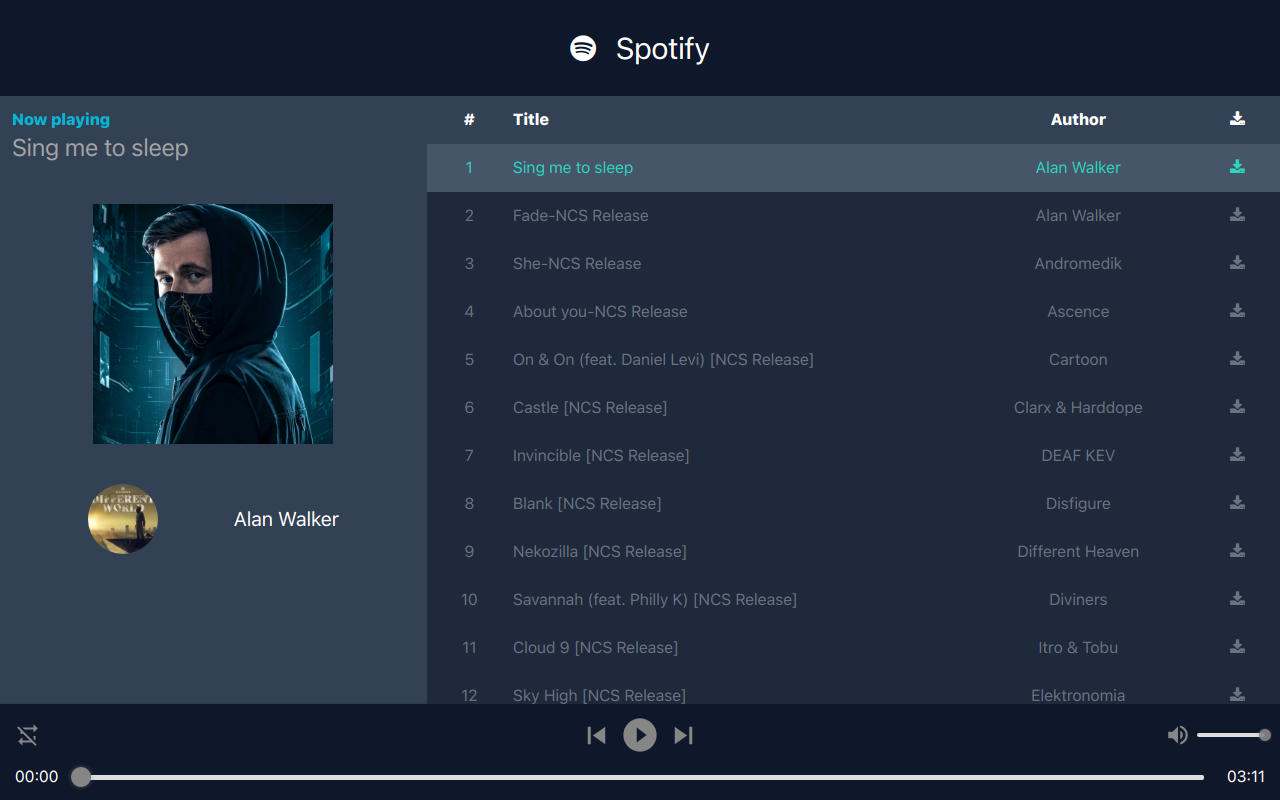 Spotify
Now playing
Sing me to sleep
DIFFERENT
WORLD
Alan Walker
# Title Author
1 Sing me to sleep Alan Walker
2 Fade-NCS Release Alan Walker
3 She-NCS Release Andromedik
4 About you-NCS Release Ascence
5 On & On (feat. Daniel Levi) [NCS Release] Cartoon
6 Castle [NCS Release] Clarx & Harddope
7 Invincible [NCS Release] DEAF KEV
8 Blank [NCS Release] Disfigure
9 Nekozilla [NCS Release] Different Heaven
10 Savannah (feat. Philly K) [NCS Release] Diviners
11 Cloud 9 [NCS Release] Itro & Tobu
12 Sky High [NCS Release] Elektronomia
00:00 03:11